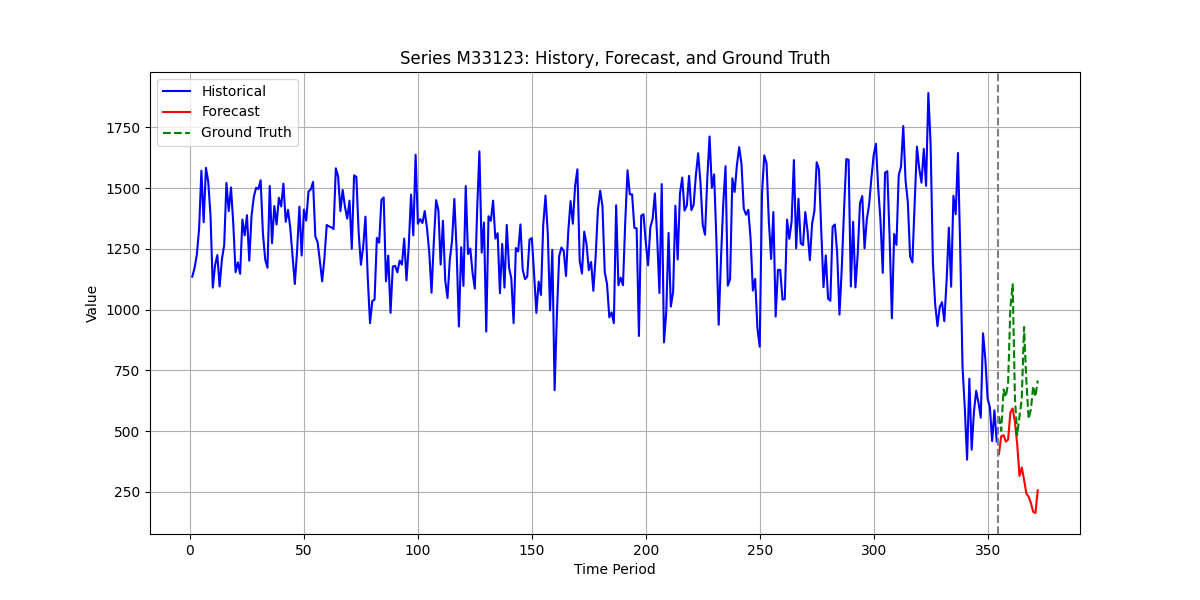 Series M33123: History, Forecast, and Ground Truth
Historical
Forecast
Ground Truth
Value
1750
1500
1250
1000
750
500
250
0 50 100 150 200 250 300 350
Time Period